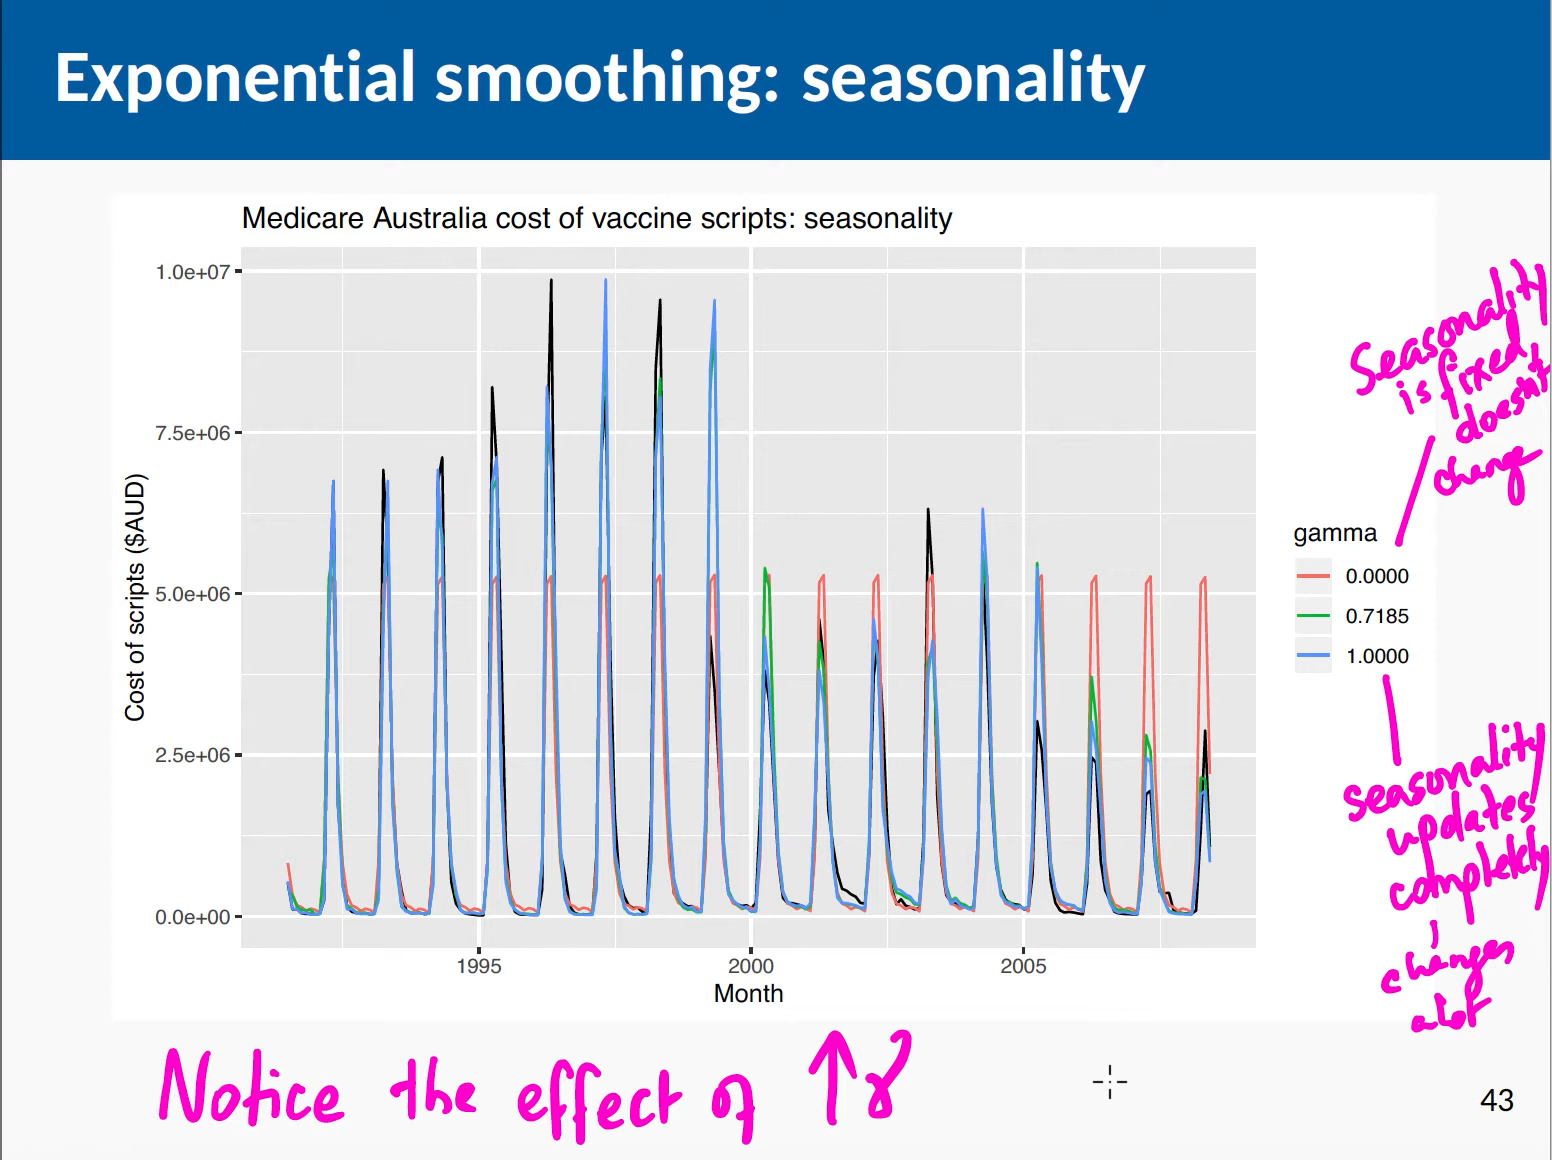 Exponential smoothing: seasonality
Medicare Australia cost of vaccine scripts: seasonality
1.0e+07
7.5e+06
5.0e+06
2.5e+06
0.0e+00
Cost of scripts ($AUD)
1995 2000 2005
Month
gamma
0.0000
0.7185
1.0000
Seasonality
is fixed
doesn't
change
seasonality
updates
completely
i
changes
alot
Notice the effect of ↑γ
43